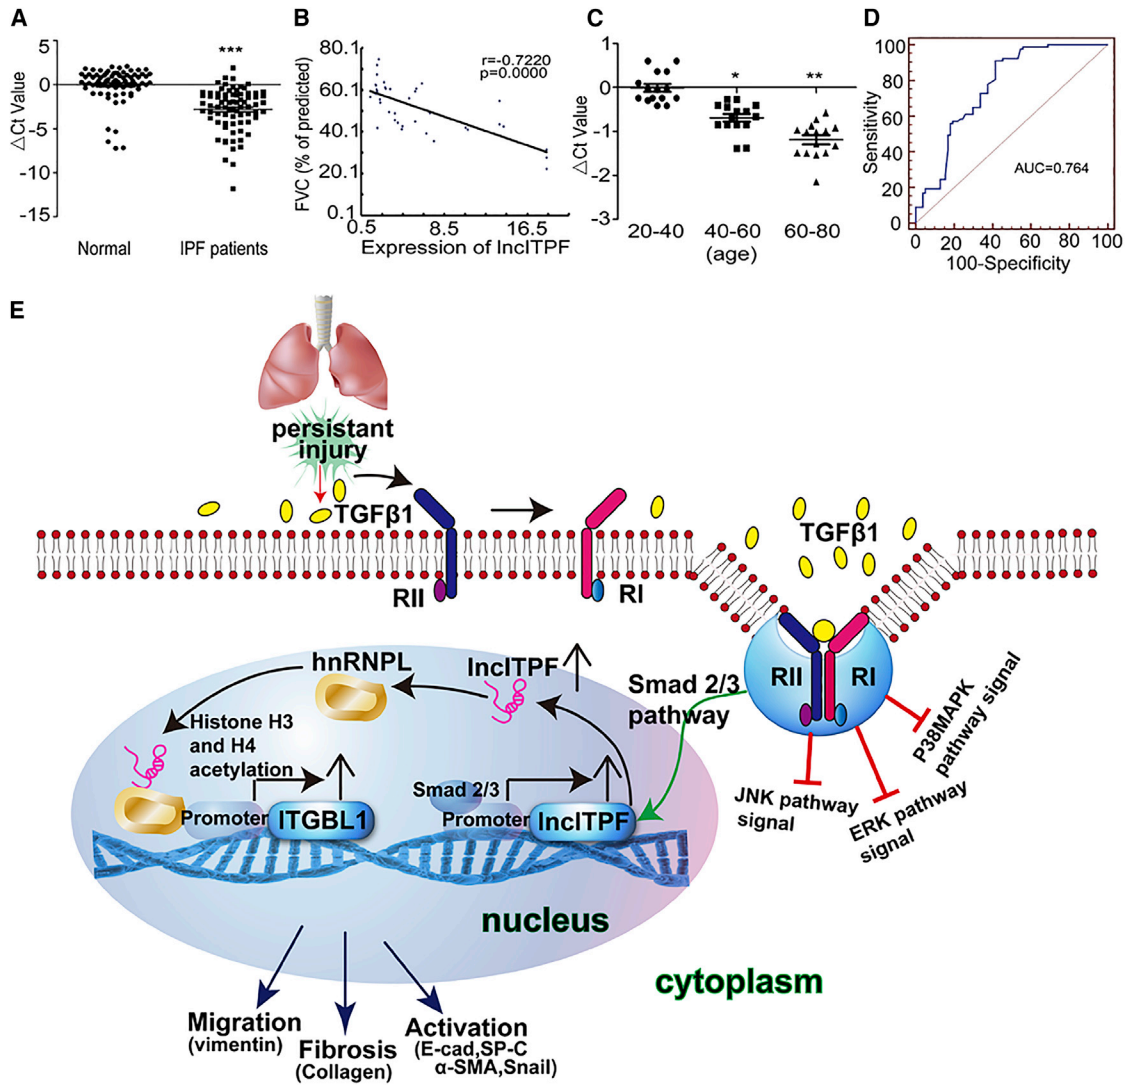 A
5
0
-5
-10
-15
△Ct Value
***
Normal
IPF patients
B
80.1
60.1
40.1
20.1
0.1
FVC (% of predicted)
r=-0.7220
p=0.0000
0.5
8.5
16.5
Expression of lncITPF
C
1
0
-1
-2
-3
△Ct Value
*
**
20-40
40-60
60-80
(age)
D
100
80
60
40
20
0
Sensitivity
AUC=0.764
0
20
40
60
80
100
100-Specificity
E
persistant
injury
TGFβ1
RII
RI
TGFβ1
RII
RI
Smad 2/3
pathway
P38MAPK
pathway signal
ERK pathway
signal
JNK pathway
signal
hnRNPL
lncITPF
Histone H3
and H4
acetylation
Promoter
ITGBL1
Smad 2/3
Promoter
lncITPF
nucleus
cytoplasm
Migration
(vimentin)
Fibrosis
(Collagen)
Activation
(E-cad,SP-C
α-SMA,Snail)